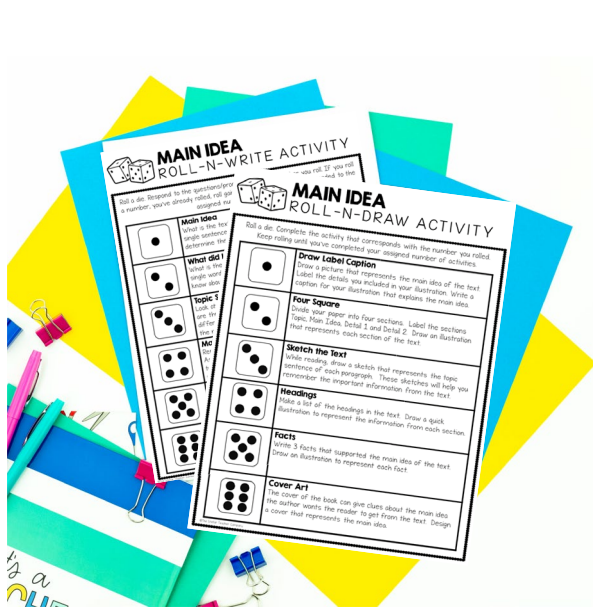 MAIN IDEA
ROLL-N-WRITE ACTIVITY
Roll a die. Respond to the questions/
you roll. If you roll
a number, you've already rolled, roll
to the
assigned
Main Idea
What is the
single sentence
determine the
What did
What is the
single word
know about
Topic
Look at
are
MAIN IDEA
ROLL-N-DRAW ACTIVITY
Roll a die. Complete the activity that corresponds with the number you rolled.
Keep rolling until you've completed your assigned number of activities.
Draw Label Caption
Draw a picture that represents the main idea of the text.
Label the details you included in your illustration. Write a
caption for your illustration that explains the main idea.
Four Square
Divide your paper into four sections. Label the sections
Topic, Main Idea, Detail 1 and Detail 2. Draw an illustration
that represents each section of the text.
Sketch the Text
While reading, draw a sketch that represents the topic
sentence of each paragraph. These sketches will help you
remember the important information from the text.
Headings
Make a list of the headings in the text. Draw a quick
illustration to represent the information from each section.
Facts
Write 3 facts that supported the main idea of the text.
Draw an illustration to represent each fact.
Cover Art
The cover of the book can give clues about the main idea
the author wants the reader to get from the text. Design
a cover that represents the main idea.
it's a